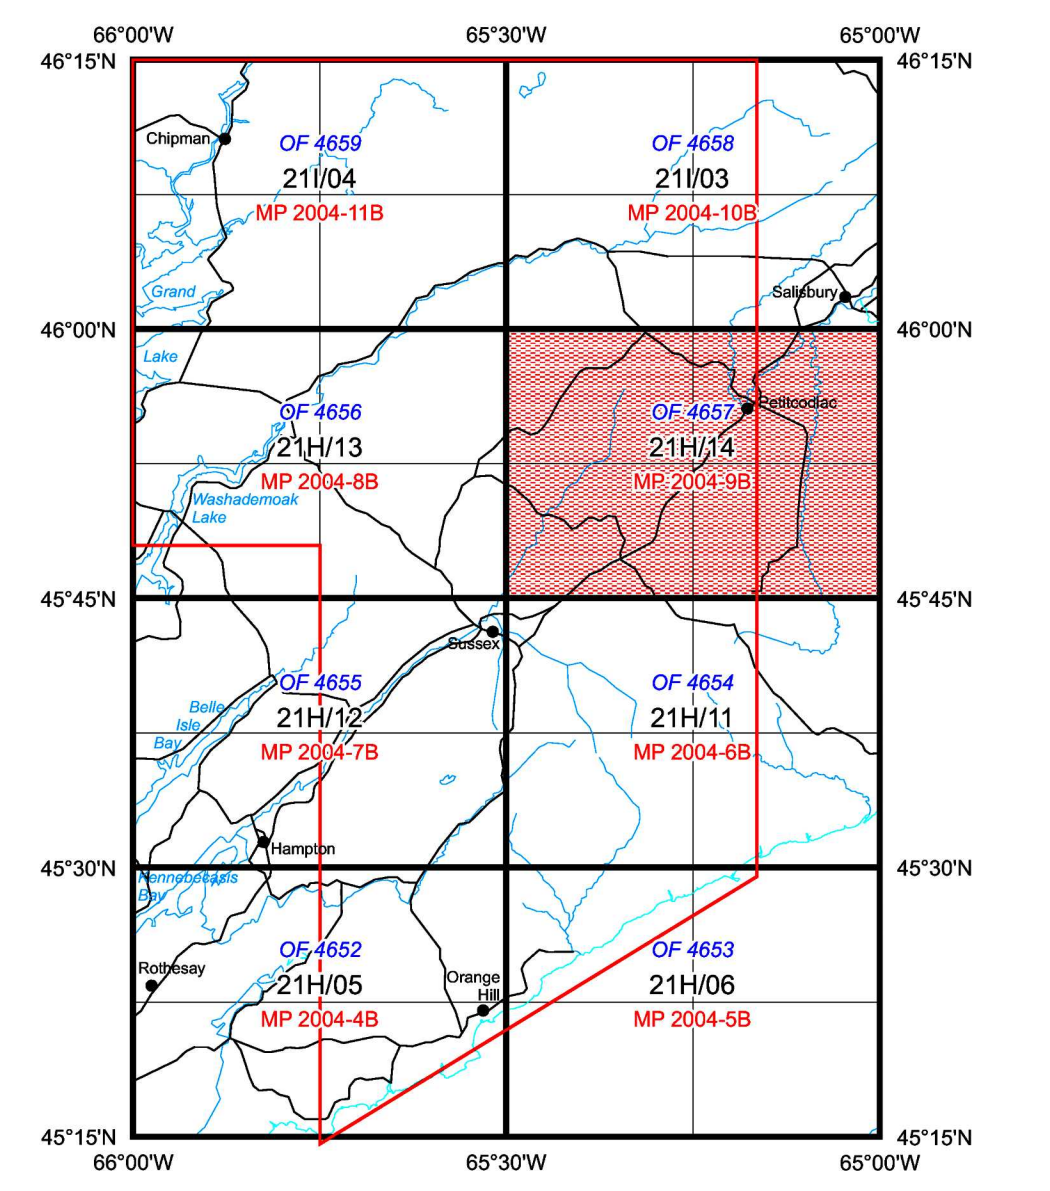 66°00'W 65°30'W 65°00'W
46°15'N 46°15'N
Chipman
OF 4659 OF 4658
21I/04 21I/03
MP 2004-11B MP 2004-10B
Grand
Salisbury
46°00'N 46°00'N
Lake
Petitcodiac
OF 4656 OF 4657
21H/13 21H/14
MP 2004-8B MP 2004-9B
Washademoak
Lake
45°45'N 45°45'N
Sussex
OF 4655 OF 4654
Belle
Isle
Bay
21H/12 21H/11
MP 2004-7B MP 2004-6B
Hampton
45°30'N 45°30'N
Kennebecasis
Bay
OF 4652 OF 4653
Rothesay
Orange
Hill
21H/05 21H/06
MP 2004-4B MP 2004-5B
45°15'N 45°15'N
66°00'W 65°30'W 65°00'W